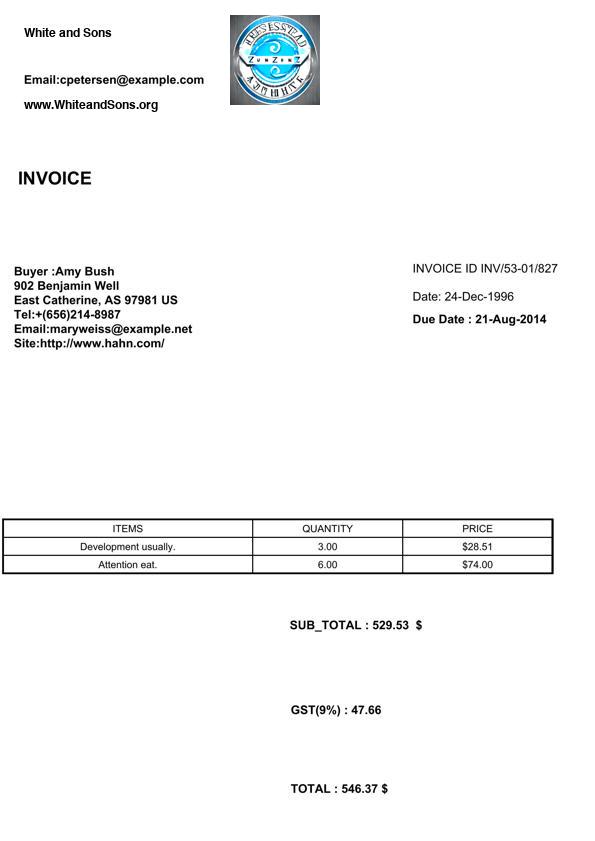 White and Sons
Email:cpetersen@example.com
www.WhiteandSons.org
ZunZenZ
INVOICE
Buyer :Amy Bush
902 Benjamin Well
East Catherine, AS 97981 US
Tel:+(656)214-8987
Email:maryweiss@example.net
Site:http://www.hahn.com/
INVOICE ID INV/53-01/827
Date: 24-Dec-1996
Due Date : 21-Aug-2014
ITEMS QUANTITY PRICE
Development usually. 3.00 $28.51
Attention eat. 6.00 $74.00
SUB_TOTAL : 529.53 $
GST(9%) : 47.66
TOTAL : 546.37 $